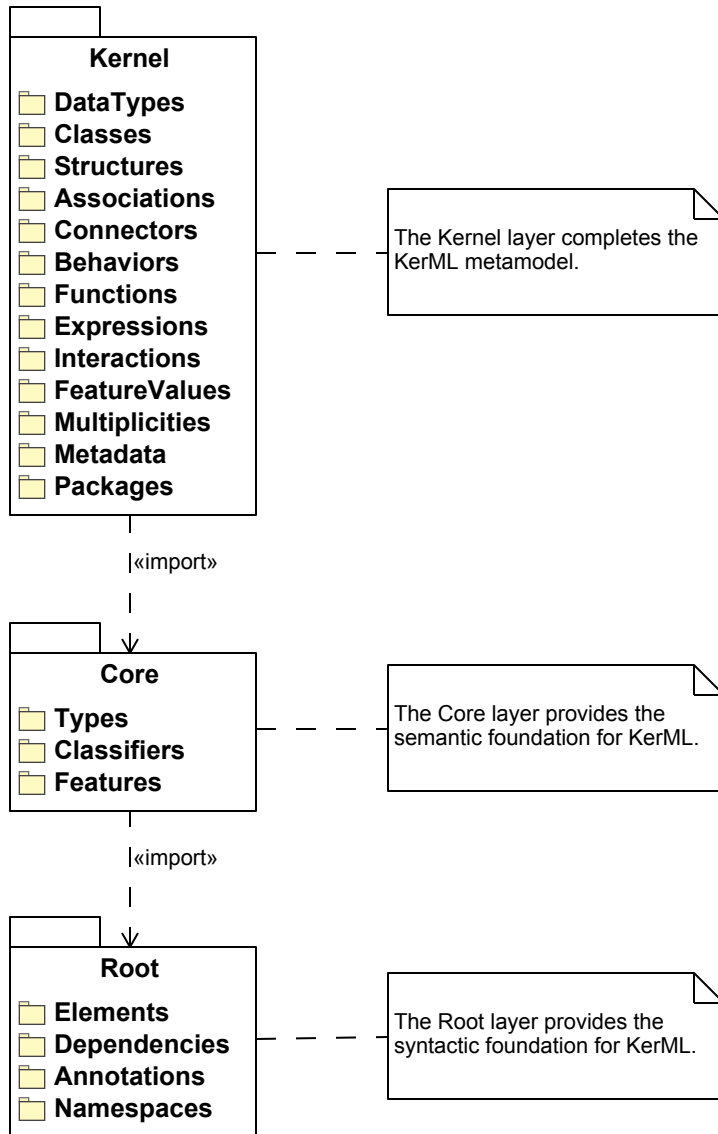 Kernel
DataTypes
Classes
Structures
Associations
Connectors
Behaviors
Functions
Expressions
Interactions
FeatureValues
Multiplicities
Metadata
Packages
The Kernel layer completes the
KerML metamodel.
«import»
Core
Types
Classifiers
Features
The Core layer provides the
semantic foundation for KerML.
«import»
Root
Elements
Dependencies
Annotations
Namespaces
The Root layer provides the
syntactic foundation for KerML.